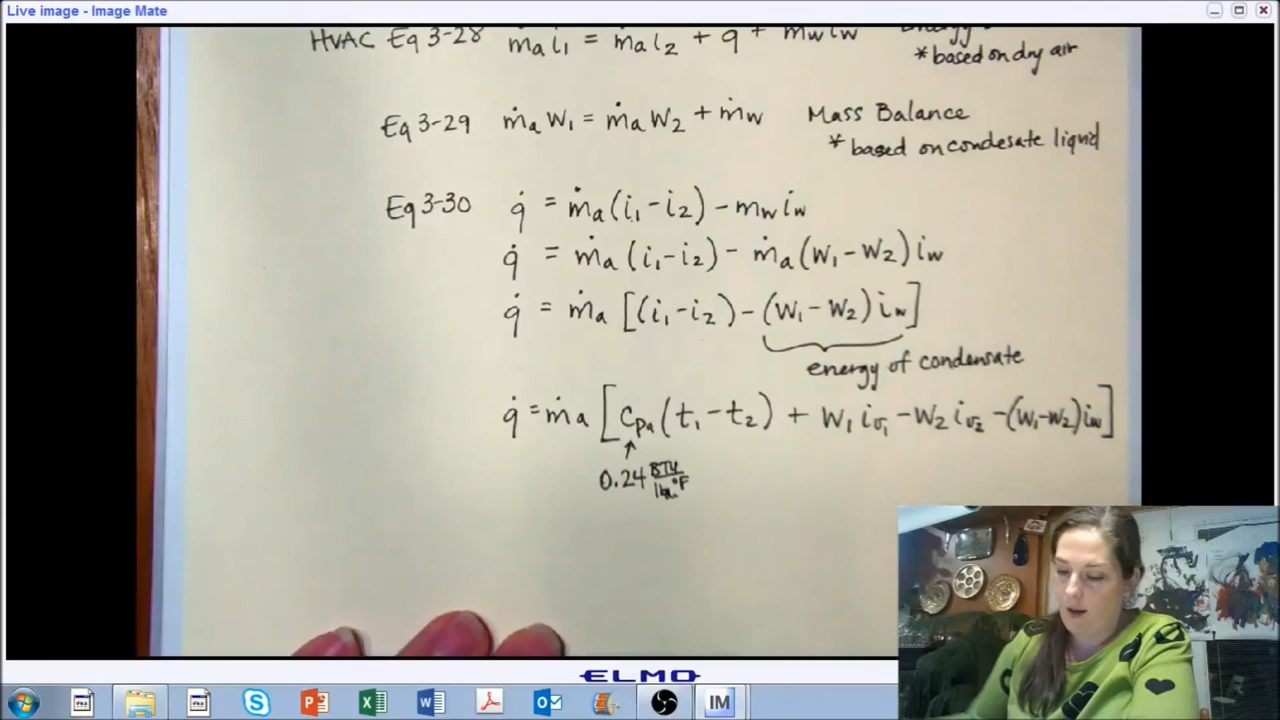 Live image - Image Mate
HVAC Eq 3-28 ṁa i1 = ṁa i2 + q̇ + ṁw iw
*based on dry air
Eq 3-29 ṁa W1 = ṁa W2 + ṁw Mass Balance
*based on condesate liquid
Eq 3-30 q̇ = ṁa(i1-i2) - mw iw
q̇ = ṁa(i1-i2) - ṁa(W1-W2)iw
q̇ = ṁa[(i1-i2)-(W1-W2)iw]
energy of condensate
q̇ = ṁa[cpa(t1-t2) + W1 iv1 - W2 iv2 -(W1-W2)iw]
0.24 BTU
lbm °F
ELMO
IM